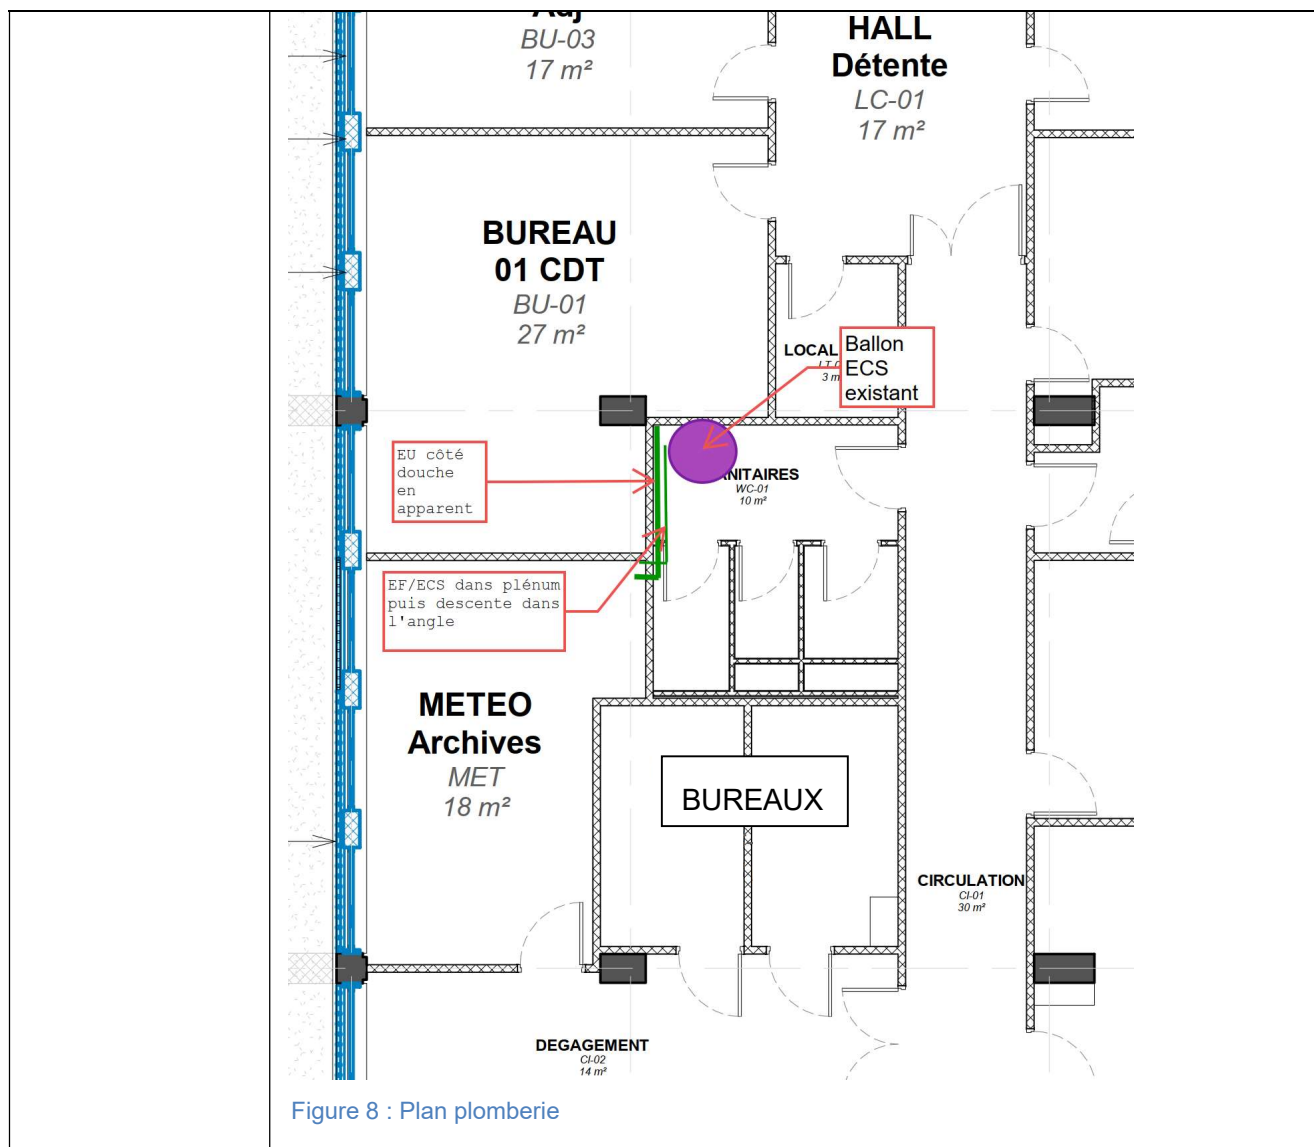 Adj
BU-03
17 m²
HALL
Détente
LC-01
17 m²
BUREAU
01 CDT
BU-01
27 m²
LOCAL
3 m
Ballon
ECS
existant
EU côté
douche
en
apparent
NITAIRES
WC-01
10 m²
EF/ECS dans plénum
puis descente dans
l'angle
METEO
Archives
MET
18 m²
BUREAUX
CIRCULATION
CI-01
30 m²
DEGAGEMENT
CI-02
14 m²
Figure 8 : Plan plomberie